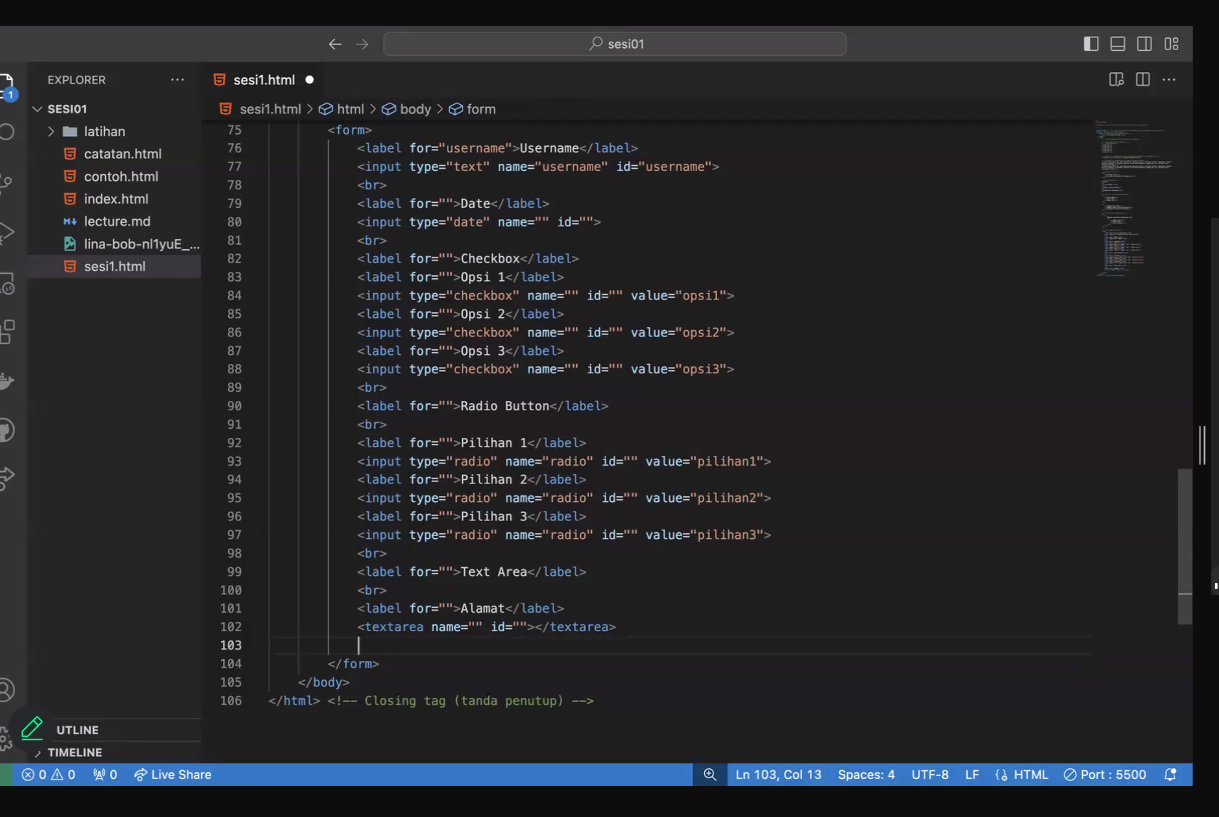 sesi01
EXPLORER
sesi1.html
1
SESI01
sesi1.html > html > body > form
latihan
catatan.html
contoh.html
index.html
lecture.md
lina-bob-nl1yuE_...
sesi1.html
75 <form>
76 <label for="username">Username</label>
77 <input type="text" name="username" id="username">
78 <br>
79 <label for="">Date</label>
80 <input type="date" name="" id="">
81 <br>
82 <label for="">Checkbox</label>
83 <label for="">Opsi 1</label>
84 <input type="checkbox" name="" id="" value="opsi1">
85 <label for="">Opsi 2</label>
86 <input type="checkbox" name="" id="" value="opsi2">
87 <label for="">Opsi 3</label>
88 <input type="checkbox" name="" id="" value="opsi3">
89 <br>
90 <label for="">Radio Button</label>
91 <br>
92 <label for="">Pilihan 1</label>
93 <input type="radio" name="radio" id="" value="pilihan1">
94 <label for="">Pilihan 2</label>
95 <input type="radio" name="radio" id="" value="pilihan2">
96 <label for="">Pilihan 3</label>
97 <input type="radio" name="radio" id="" value="pilihan3">
98 <br>
99 <label for="">Text Area</label>
100 <br>
101 <label for="">Alamat</label>
102 <textarea name="" id=""></textarea>
103
104 </form>
105 </body>
106 </html> <!-- Closing tag (tanda penutup) -->
UTLINE
TIMELINE
0 0 0 Live Share Ln 103, Col 13 Spaces: 4 UTF-8 LF HTML Port : 5500